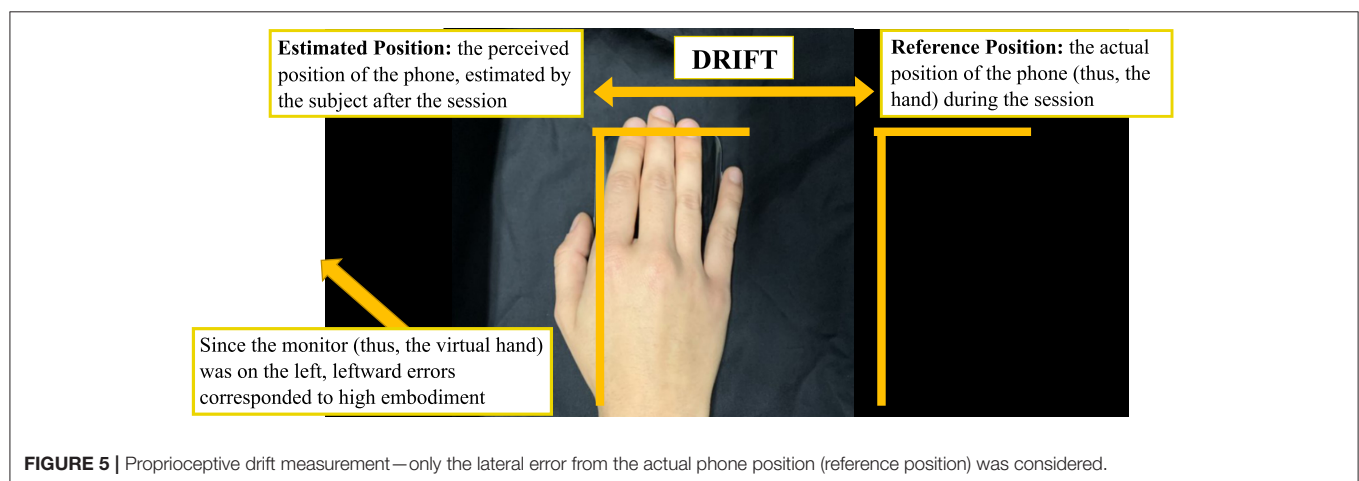 Estimated Position: the perceived
position of the phone, estimated by
the subject after the session
DRIFT
Reference Position: the actual
position of the phone (thus, the
hand) during the session
Since the monitor (thus, the virtual hand)
was on the left, leftward errors
corresponded to high embodiment
FIGURE 5 | Proprioceptive drift measurement—only the lateral error from the actual phone position (reference position) was considered.